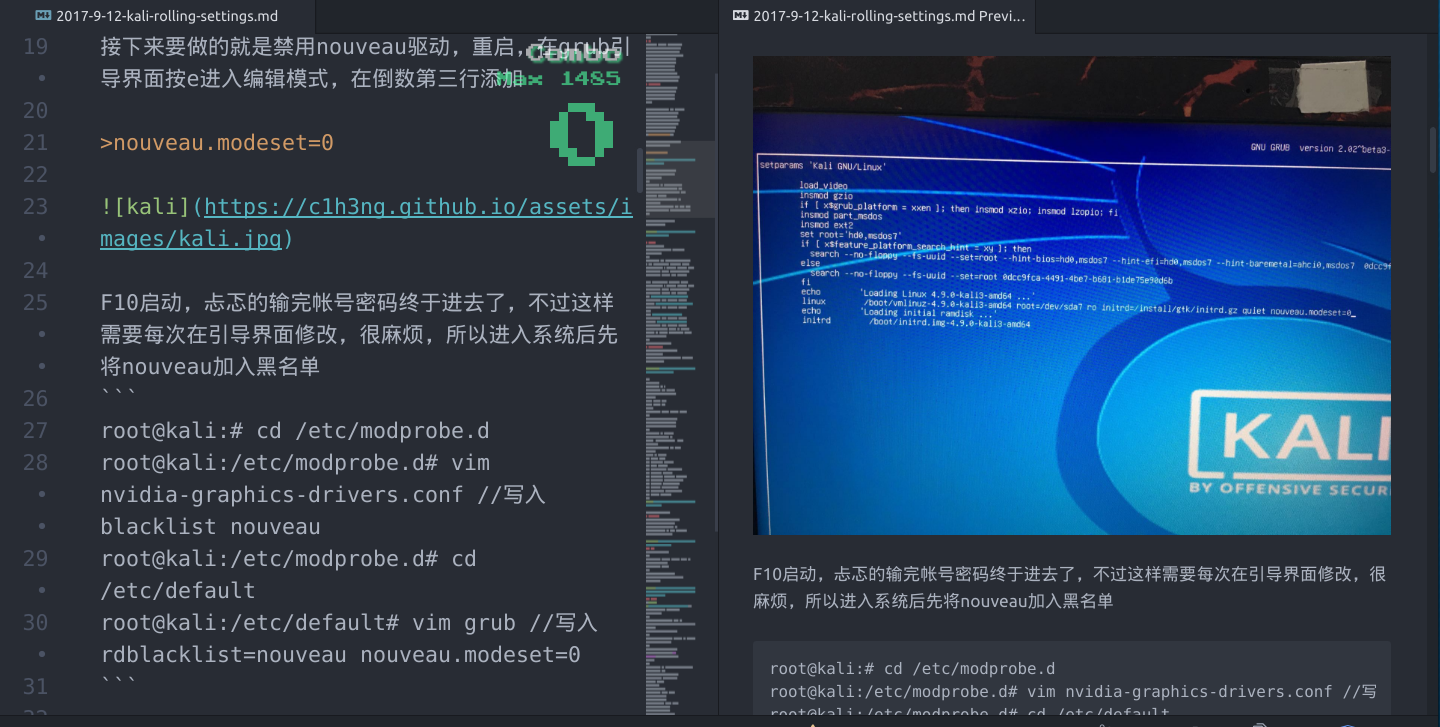 2017-9-12-kali-rolling-settings.md
19 接下来要做的就是禁用nouveau驱动，重启，在grub引
导界面按e进入编辑模式，在倒数第三行添加
Combo
Max 1485
0
20
21 >nouveau.modeset=0
22
23 ![kali](https://c1h3ng.github.io/assets/i
mages/kali.jpg)
24
25 F10启动，忐忑的输完帐号密码终于进去了，不过这样
需要每次在引导界面修改，很麻烦，所以进入系统后先
将nouveau加入黑名单
26 ```
27 root@kali:# cd /etc/modprobe.d
28 root@kali:/etc/modprobe.d# vim
nvidia-graphics-drivers.conf //写入
blacklist nouveau
29 root@kali:/etc/modprobe.d# cd
/etc/default
30 root@kali:/etc/default# vim grub //写入
rdblacklist=nouveau nouveau.modeset=0
31 ```
2017-9-12-kali-rolling-settings.md Previ...
GNU GRUB version 2.02~beta3-
setparams 'Kali GNU/Linux'
load_video
insmod gzio
if [ x$grub_platform = xxen ]; then insmod xzio; insmod lzopio; fi
insmod part_msdos
insmod ext2
set root='hd0,msdos7'
if [ x$feature_platform_search_hint = xy ]; then
search --no-floppy --fs-uuid --set=root --hint-bios=hd0,msdos7 --hint-efi=hd0,msdos7 --hint-baremetal=ahci0,msdos7 0dcc9f
else
search --no-floppy --fs-uuid --set=root 0dcc9fca-4491-4be7-b681-b1de75e90d6b
fi
echo 'Loading Linux 4.9.0-kali3-amd64 ...'
linux /boot/vmlinuz-4.9.0-kali3-amd64 root=/dev/sda7 ro initrd=/install/gtk/initrd.gz quiet nouveau.modeset=0_
echo 'Loading initial ramdisk ...'
initrd /boot/initrd.img-4.9.0-kali3-amd64
KALI
BY OFFENSIVE SECUR
F10启动，忐忑的输完帐号密码终于进去了，不过这样需要每次在引导界面修改，很
麻烦，所以进入系统后先将nouveau加入黑名单
root@kali:# cd /etc/modprobe.d
root@kali:/etc/modprobe.d# vim nvidia-graphics-drivers.conf //写
root@kali:/etc/modprobe.d# cd /etc/default